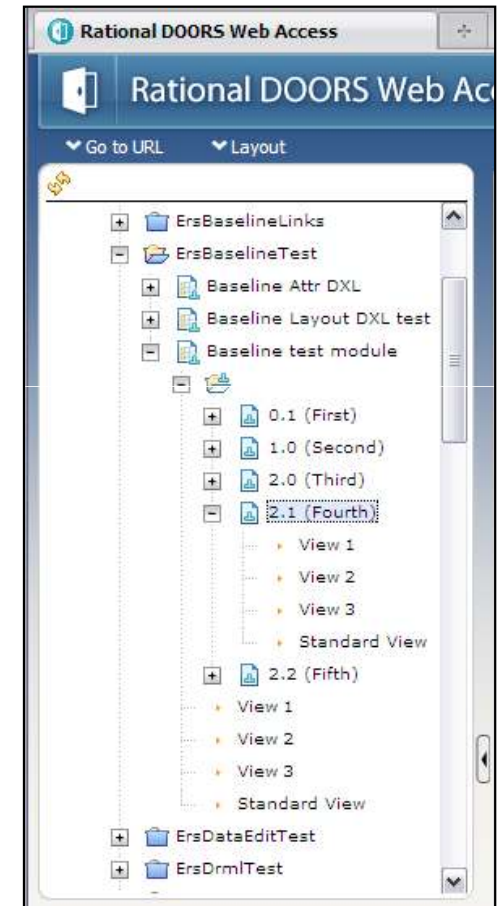 Rational DOORS Web Access
Rational DOORS Web Ac
Go to URL Layout
ErsBaselineLinks
ErsBaselineTest
Baseline Attr DXL
Baseline Layout DXL test
Baseline test module
0.1 (First)
1.0 (Second)
2.0 (Third)
2.1 (Fourth)
View 1
View 2
View 3
Standard View
2.2 (Fifth)
View 1
View 2
View 3
Standard View
ErsDataEditTest
ErsDrmlTest